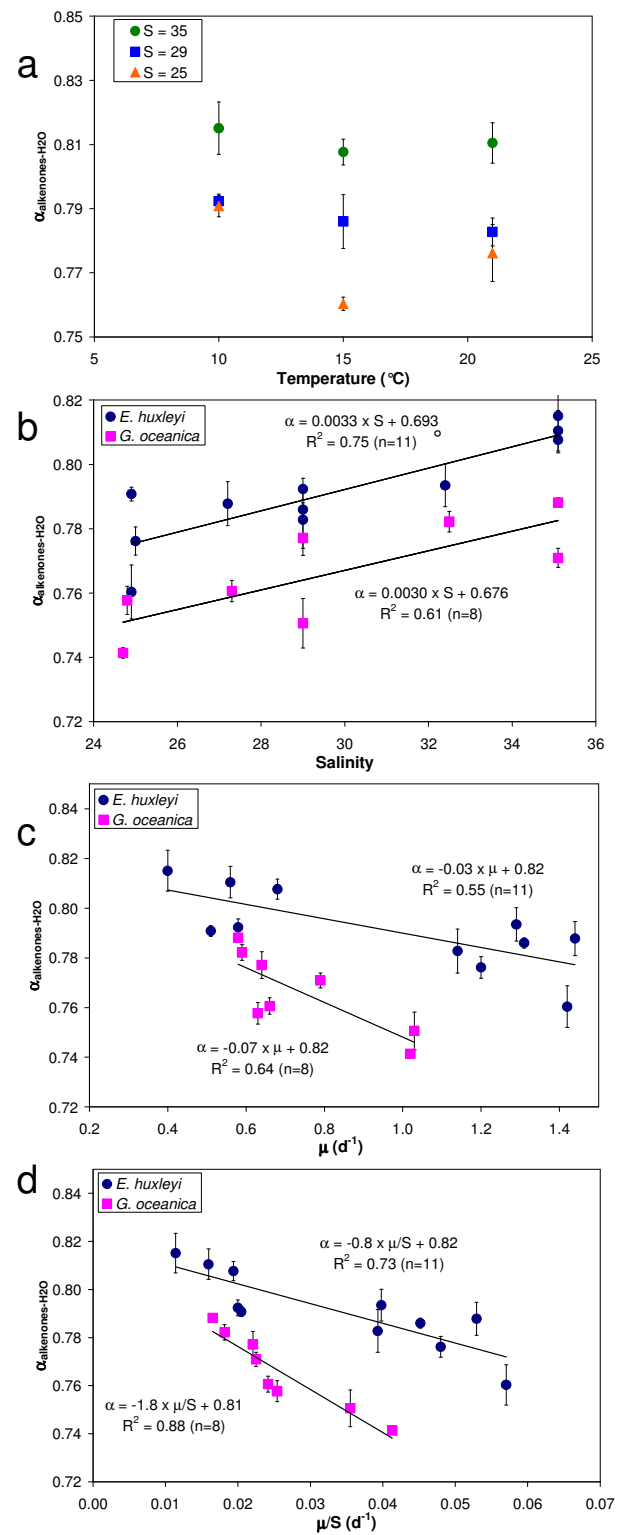 a
S = 35
S = 29
S = 25
0.85
0.83
0.81
0.79
0.77
0.75
αalkenones-H2O
5 10 15 20 25
Temperature (°C)
b
E. huxleyi
G. oceanica
α = 0.0033 x S + 0.693
R² = 0.75 (n=11)
α = 0.0030 x S + 0.676
R² = 0.61 (n=8)
0.82
0.80
0.78
0.76
0.74
0.72
αalkenones-H2O
24 26 28 30 32 34 36
Salinity
c
E. huxleyi
G. oceanica
α = -0.03 x μ + 0.82
R² = 0.55 (n=11)
α = -0.07 x μ + 0.82
R² = 0.64 (n=8)
0.84
0.82
0.80
0.78
0.76
0.74
0.72
αalkenones-H2O
0.2 0.4 0.6 0.8 1.0 1.2 1.4
μ (d⁻¹)
d
E. huxleyi
G. oceanica
α = -0.8 x μ/S + 0.82
R² = 0.73 (n=11)
α = -1.8 x μ/S + 0.81
R² = 0.88 (n=8)
0.84
0.82
0.80
0.78
0.76
0.74
0.72
αalkenones-H2O
0.00 0.01 0.02 0.03 0.04 0.05 0.06 0.07
μ/S (d⁻¹)